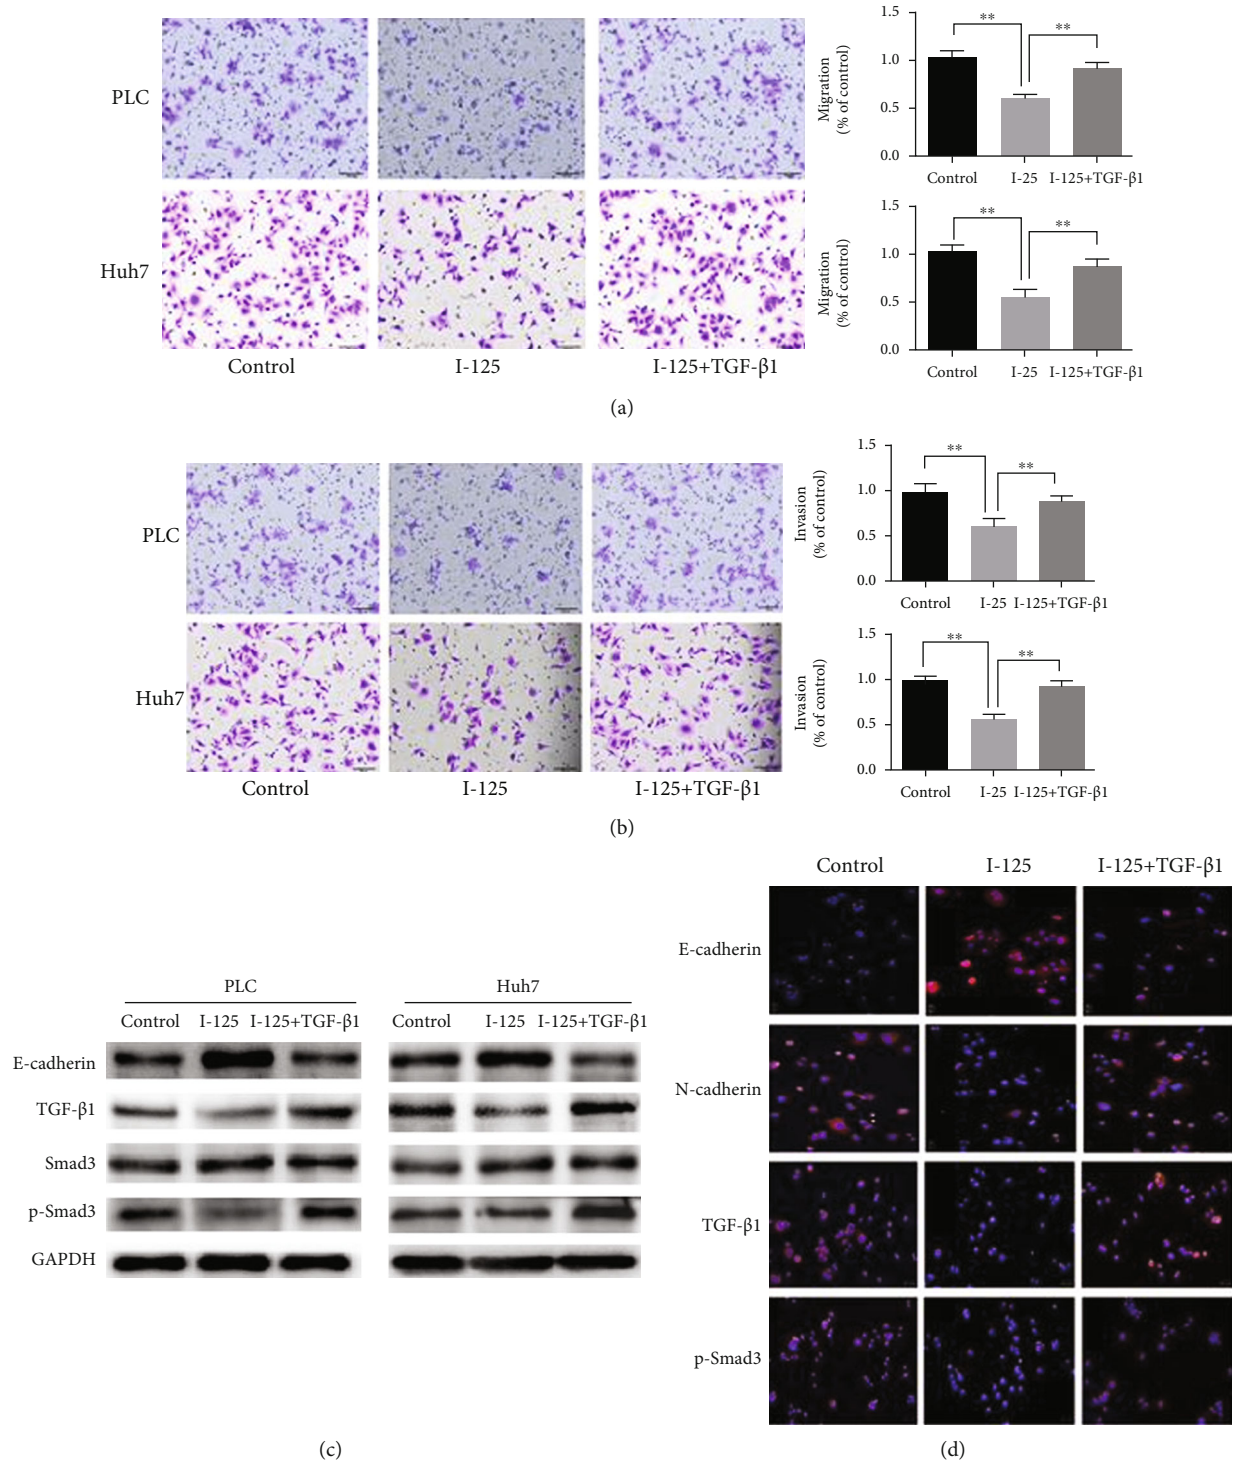 PLC
Huh7
Control I-125 I-125+TGF-β1
Migration
(% of control)
1.5
1.0
0.5
0.0
** **
Control I-25 I-125+TGF-β1
Migration
(% of control)
1.5
1.0
0.5
0.0
** **
Control I-25 I-125+TGF-β1
(a)
PLC
Huh7
Control I-125 I-125+TGF-β1
Invasion
(% of control)
1.5
1.0
0.5
0.0
** **
Control I-25 I-125+TGF-β1
Invasion
(% of control)
1.5
1.0
0.5
0.0
** **
Control I-25 I-125+TGF-β1
(b)
PLC Huh7
Control I-125 I-125+TGF-β1 Control I-125 I-125+TGF-β1
E-cadherin
TGF-β1
Smad3
p-Smad3
GAPDH
(c)
Control I-125 I-125+TGF-β1
E-cadherin
N-cadherin
TGF-β1
p-Smad3
(d)